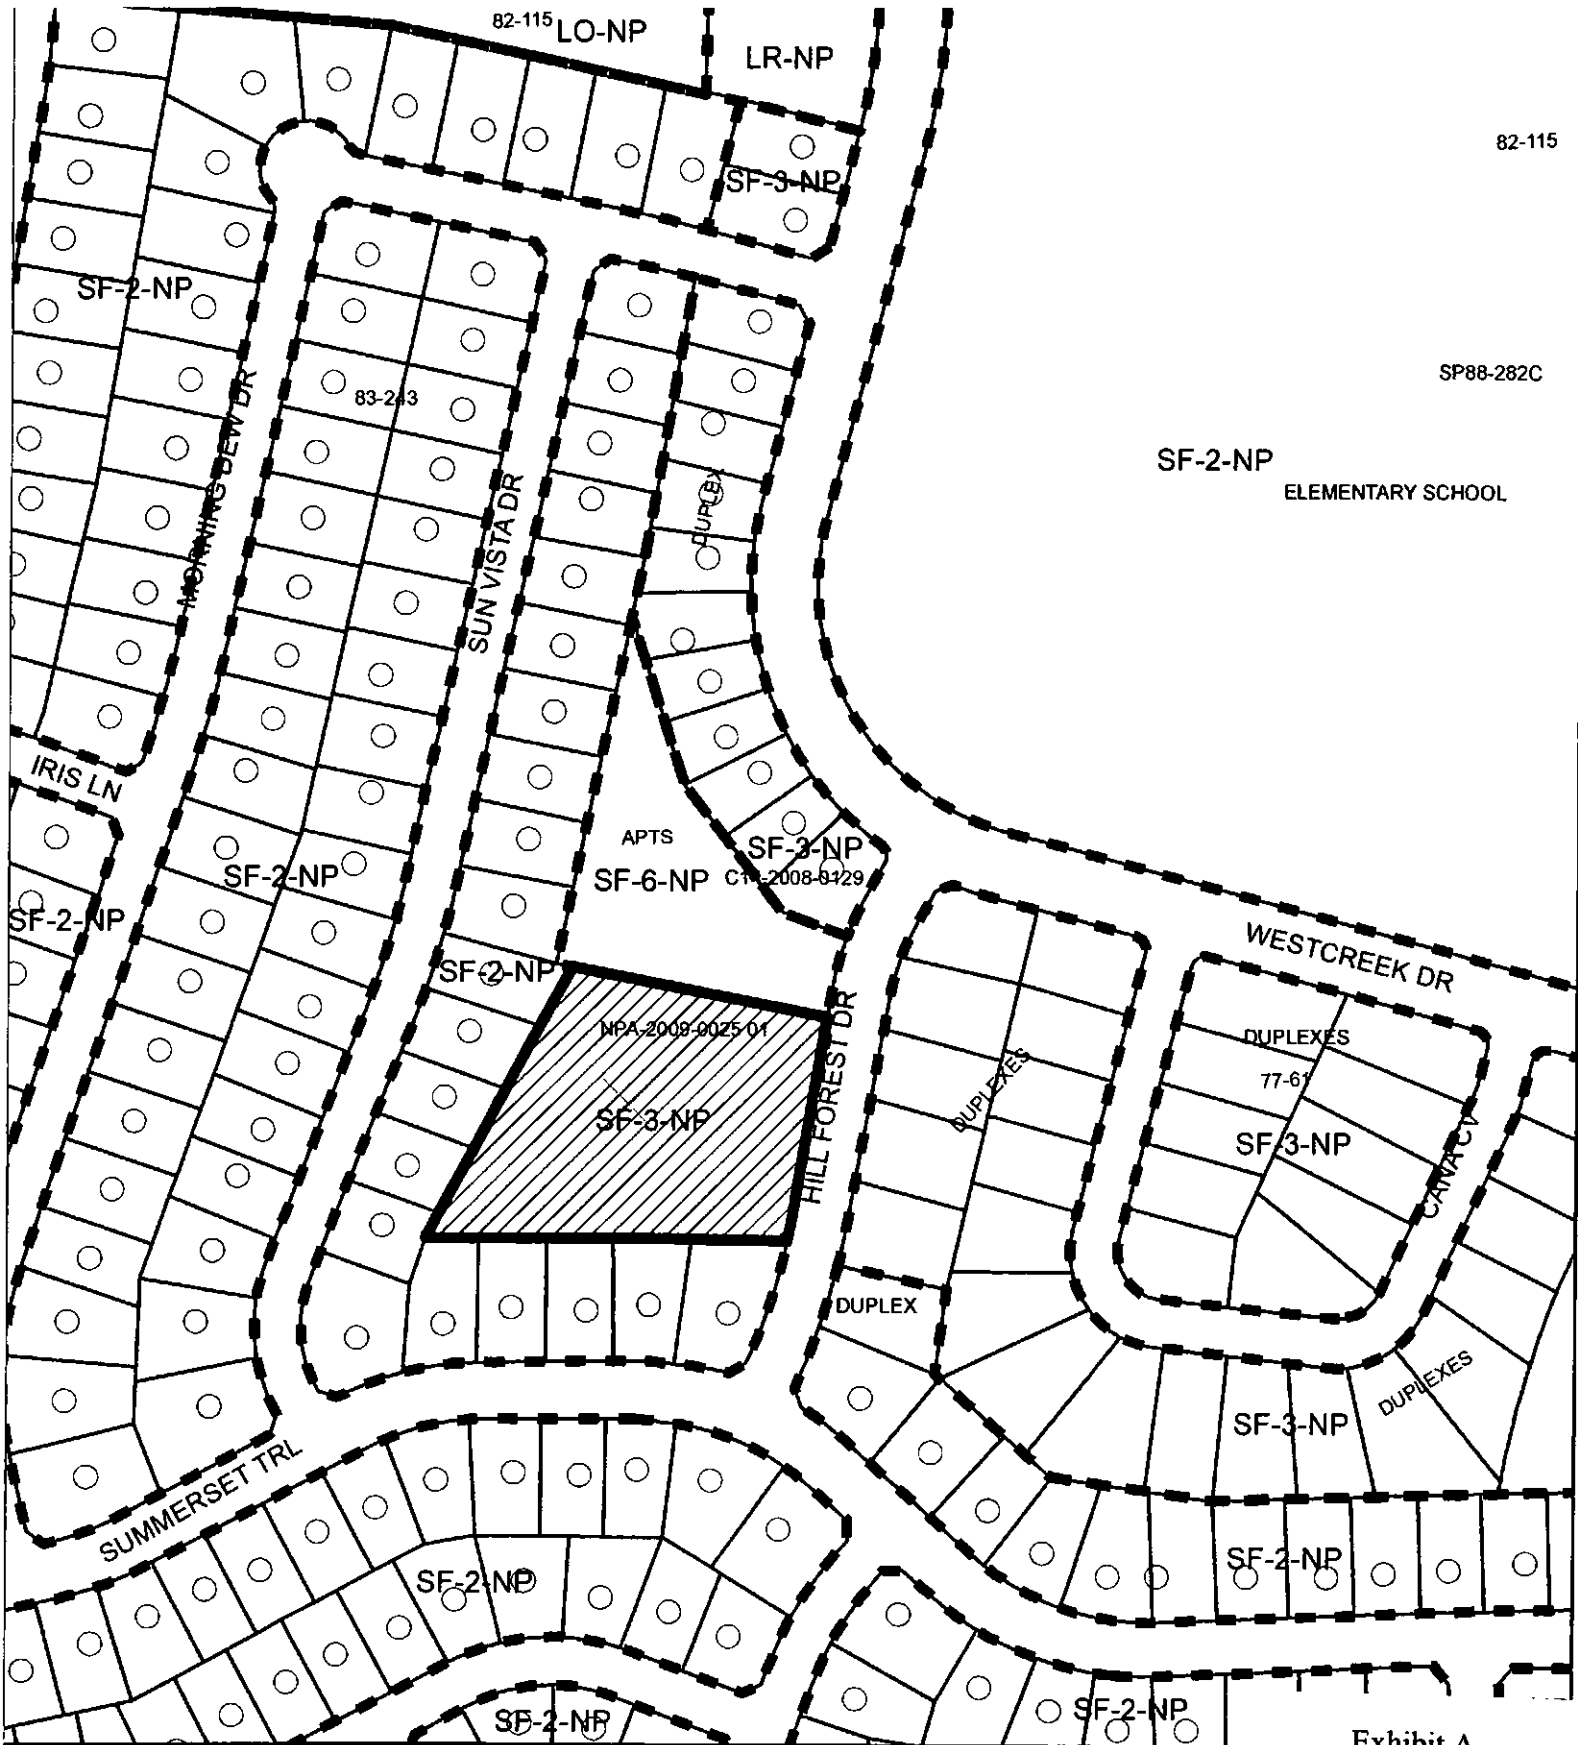 82-115
LO-NP
LR-NP
82-115
SF-3-NP
SF-2-NP
SP88-282C
83-243
MORNING DEW DR
SF-2-NP
ELEMENTARY SCHOOL
DUPLEX
SUN VISTA DR
IRIS LN
APTS
SF-3-NP
SF-2-NP
SF-6-NP
C14-2008-0129
SF-2-NP
WESTCREEK DR
SF-2-NP
NPA-2009-0025 01
HILL FOREST DR
DUPLEXES
DUPLEXES
77-61
SF-3-NP
SF-3-NP
CANA CV
DUPLEX
DUPLEXES
SF-3-NP
SUMMERSET TRL
SF-2-NP
SF-2-NP
SF-2-NP
SF-2-NP
Exhibit A